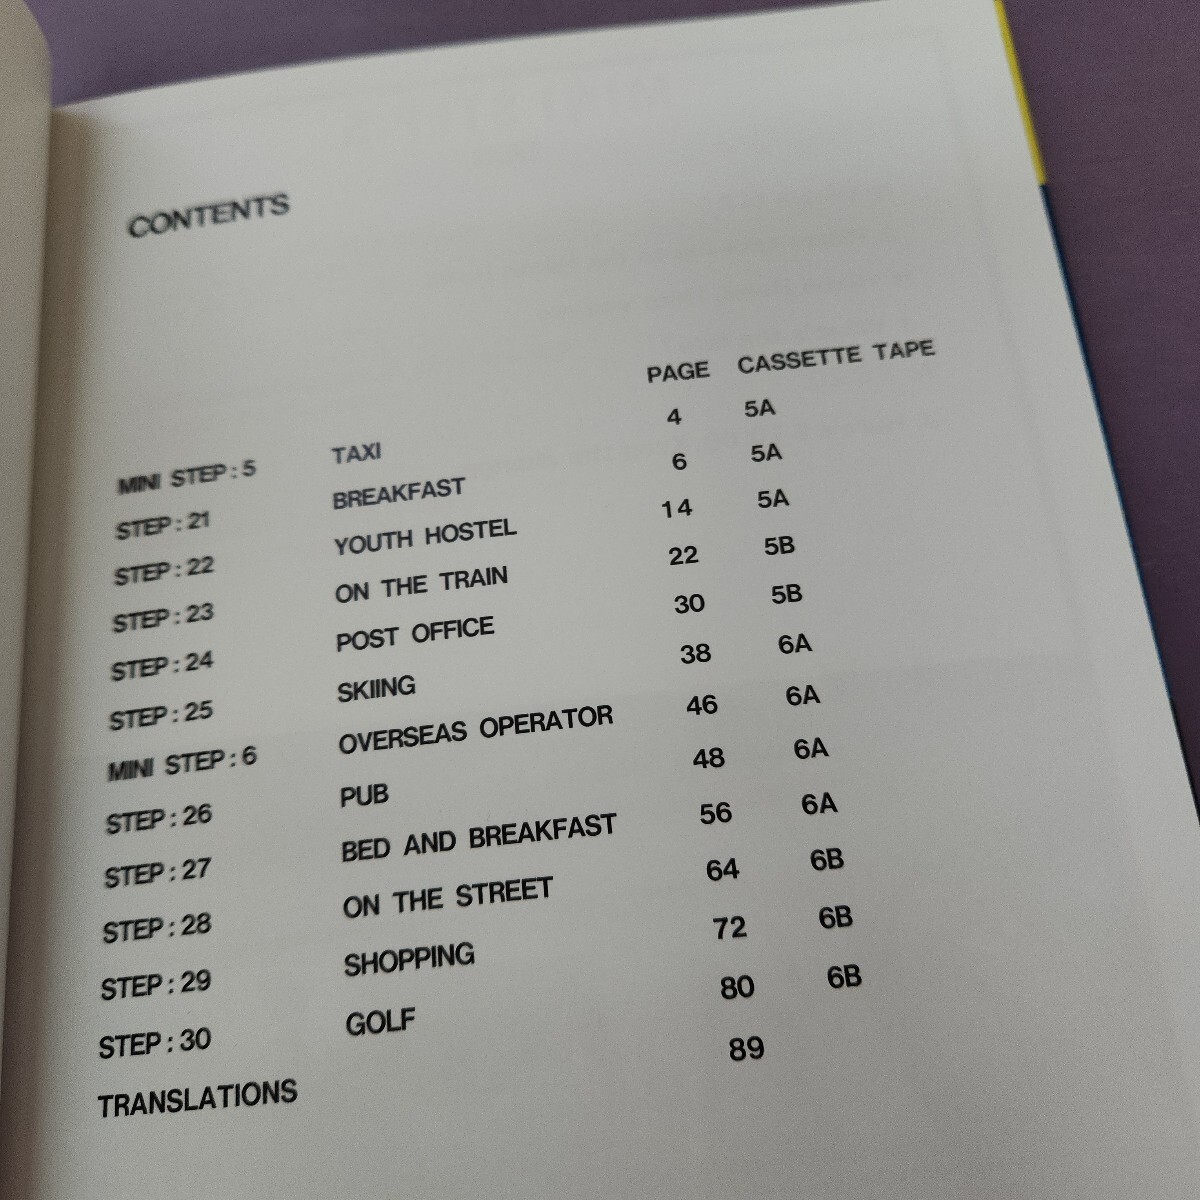 CONTENTS
PAGE CASSETTE TAPE
MINI STEP : 5 TAXI 4 5A
STEP : 21 BREAKFAST 6 5A
STEP : 22 YOUTH HOSTEL 14 5A
STEP : 23 ON THE TRAIN 22 5B
STEP : 24 POST OFFICE 30 5B
STEP : 25 SKIING 38 6A
MINI STEP : 6 OVERSEAS OPERATOR 46 6A
STEP : 26 PUB 48 6A
STEP : 27 BED AND BREAKFAST 56 6A
STEP : 28 ON THE STREET 64 6B
STEP : 29 SHOPPING 72 6B
STEP : 30 GOLF 80 6B
TRANSLATIONS 89